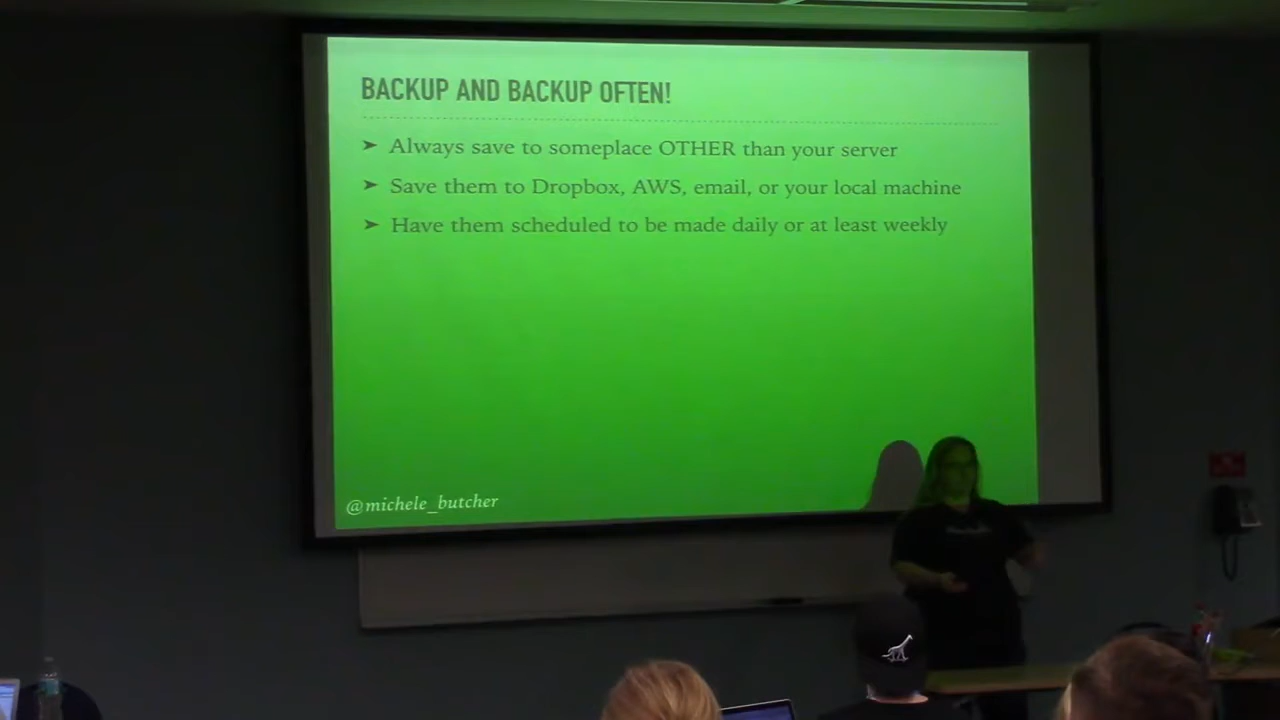 BACKUP AND BACKUP OFTEN!
➤ Always save to someplace OTHER than your server
➤ Save them to Dropbox, AWS, email, or your local machine
➤ Have them scheduled to be made daily or at least weekly
@michele_butcher